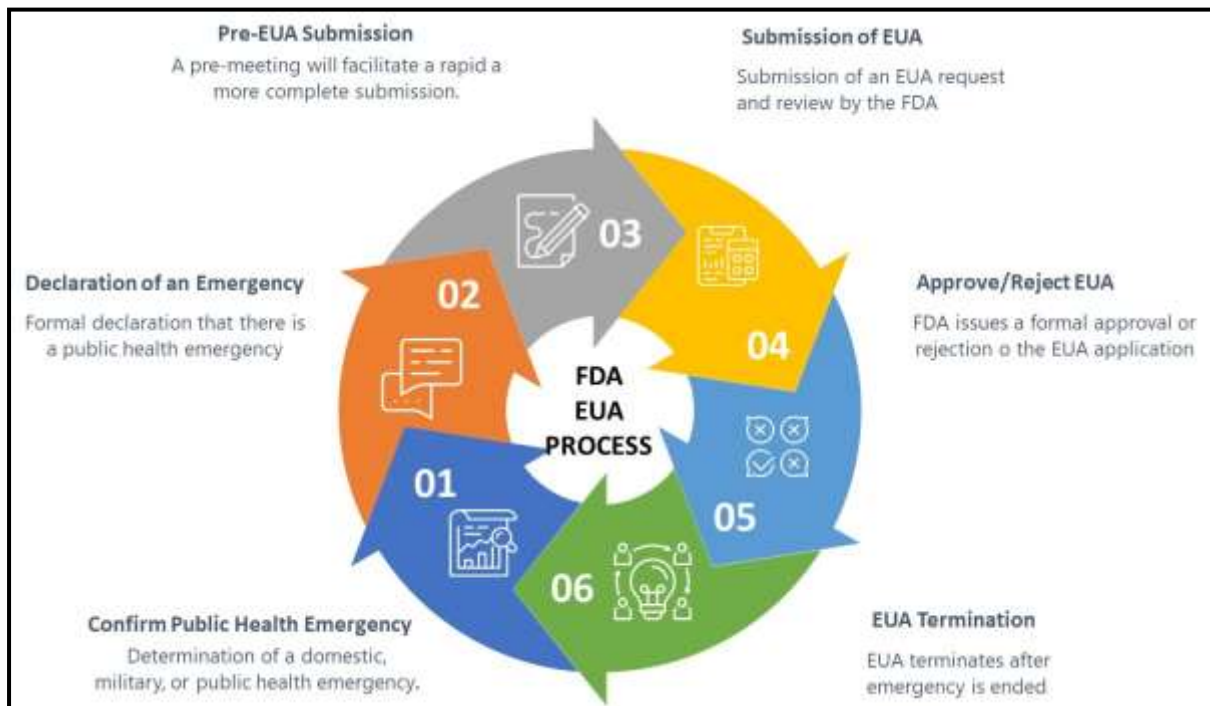 Pre-EUA Submission
A pre-meeting will facilitate a rapid a
more complete submission.
Submission of EUA
Submission of an EUA request
and review by the FDA
Declaration of an Emergency
Formal declaration that there is
a public health emergency
Approve/Reject EUA
FDA issues a formal approval or
rejection o the EUA application
03
02
04
FDA
EUA
PROCESS
01
05
06
Confirm Public Health Emergency
Determination of a domestic,
military, or public health emergency.
EUA Termination
EUA terminates after
emergency is ended